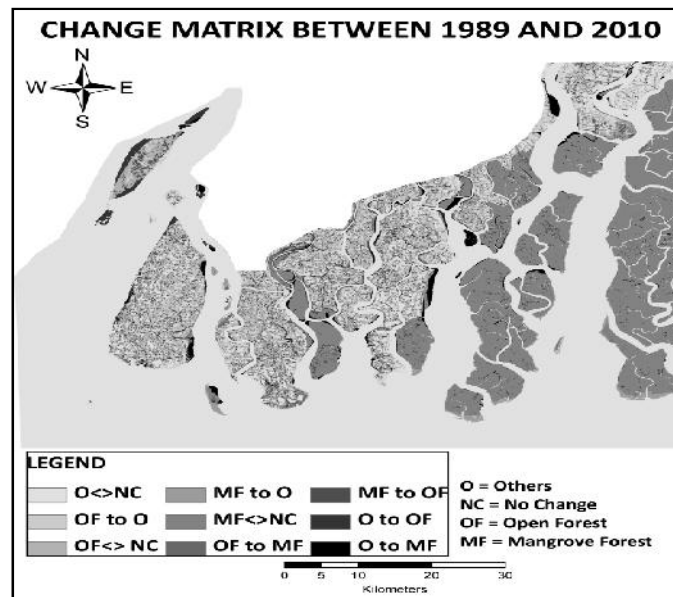 CHANGE MATRIX BETWEEN 1989 AND 2010
N
W E
S
LEGEND
O<>NC MF to O MF to OF
OF to O MF<>NC O to OF
OF<> NC OF to MF O to MF
O = Others
NC = No Change
OF = Open Forest
MF = Mangrove Forest
0 5 10 20 30
Kilometers